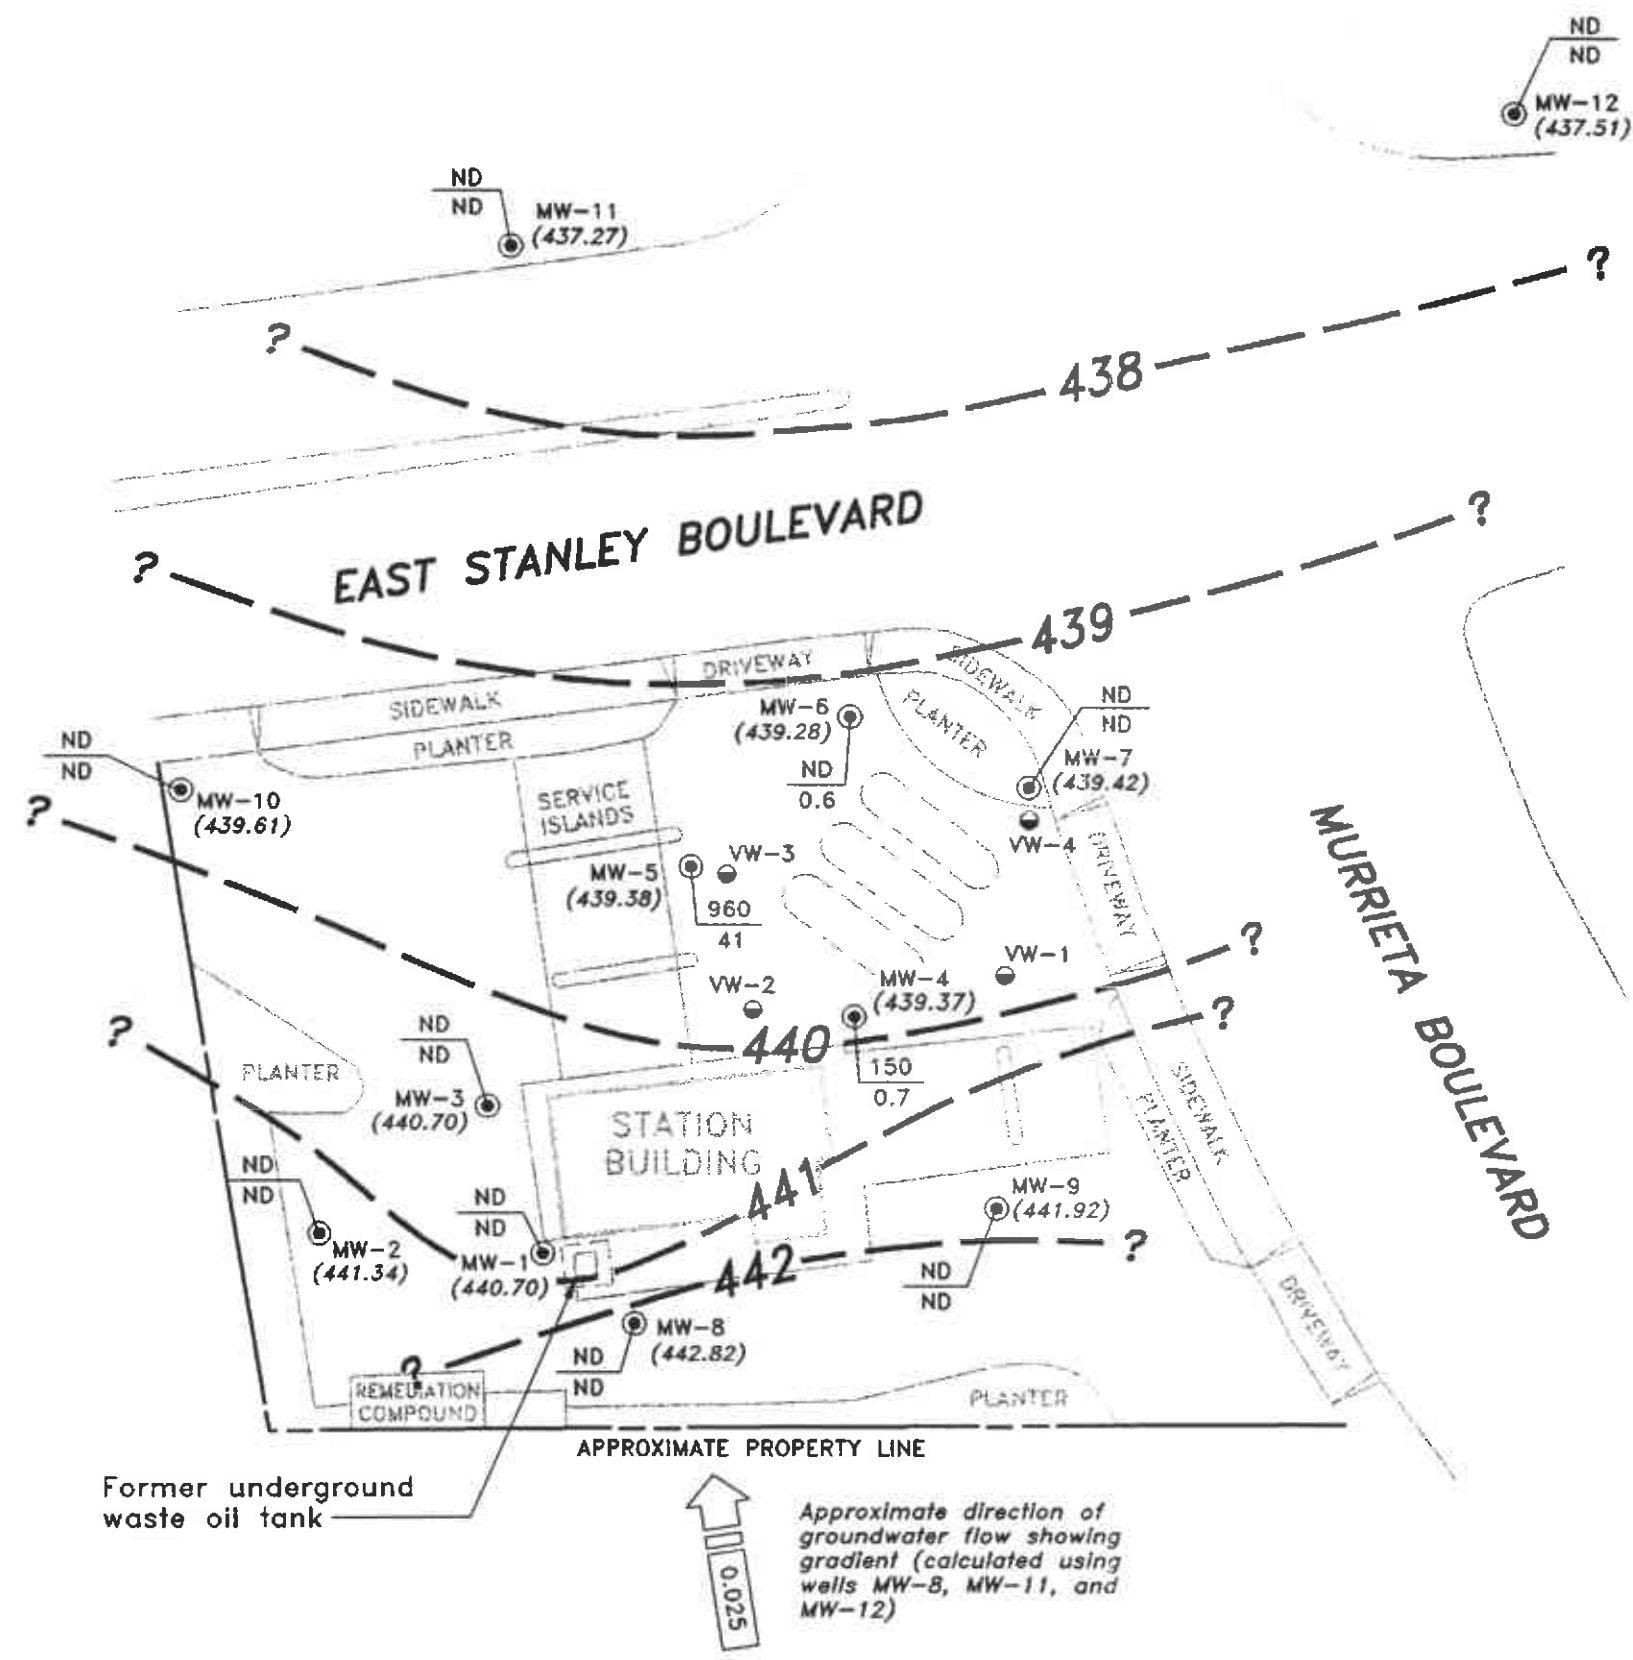 ND
ND
MW-12
(437.51)
ND
ND
MW-11
(437.27)
?
?
438
EAST STANLEY BOULEVARD
?
?
439
DRIVEWAY
SIDEWALK
SIDEWALK
PLANTER
PLANTER
MW-6
(439.28)
ND
0.6
ND
ND
MW-7
(439.42)
VW-4
ND
ND
MW-10
(439.61)
?
SERVICE
ISLANDS
VW-3
MW-5
(439.38)
960
41
DRIVEWAY
MURRIETA BOULEVARD
VW-1
?
VW-2
MW-4
(439.37)
440
150
0.7
?
?
ND
ND
MW-3
(440.70)
PLANTER
STATION
BUILDING
SIDEWALK
PLANTER
ND
ND
MW-2
(441.34)
ND
ND
MW-1
(440.70)
441
MW-9
(441.92)
ND
ND
442
?
MW-8
(442.82)
ND
ND
?
REMEDIATION
COMPOUND
PLANTER
DRIVEWAY
APPROXIMATE PROPERTY LINE
Former underground
waste oil tank
0.025
Approximate direction of
groundwater flow showing
gradient (calculated using
wells MW-8, MW-11, and
MW-12)